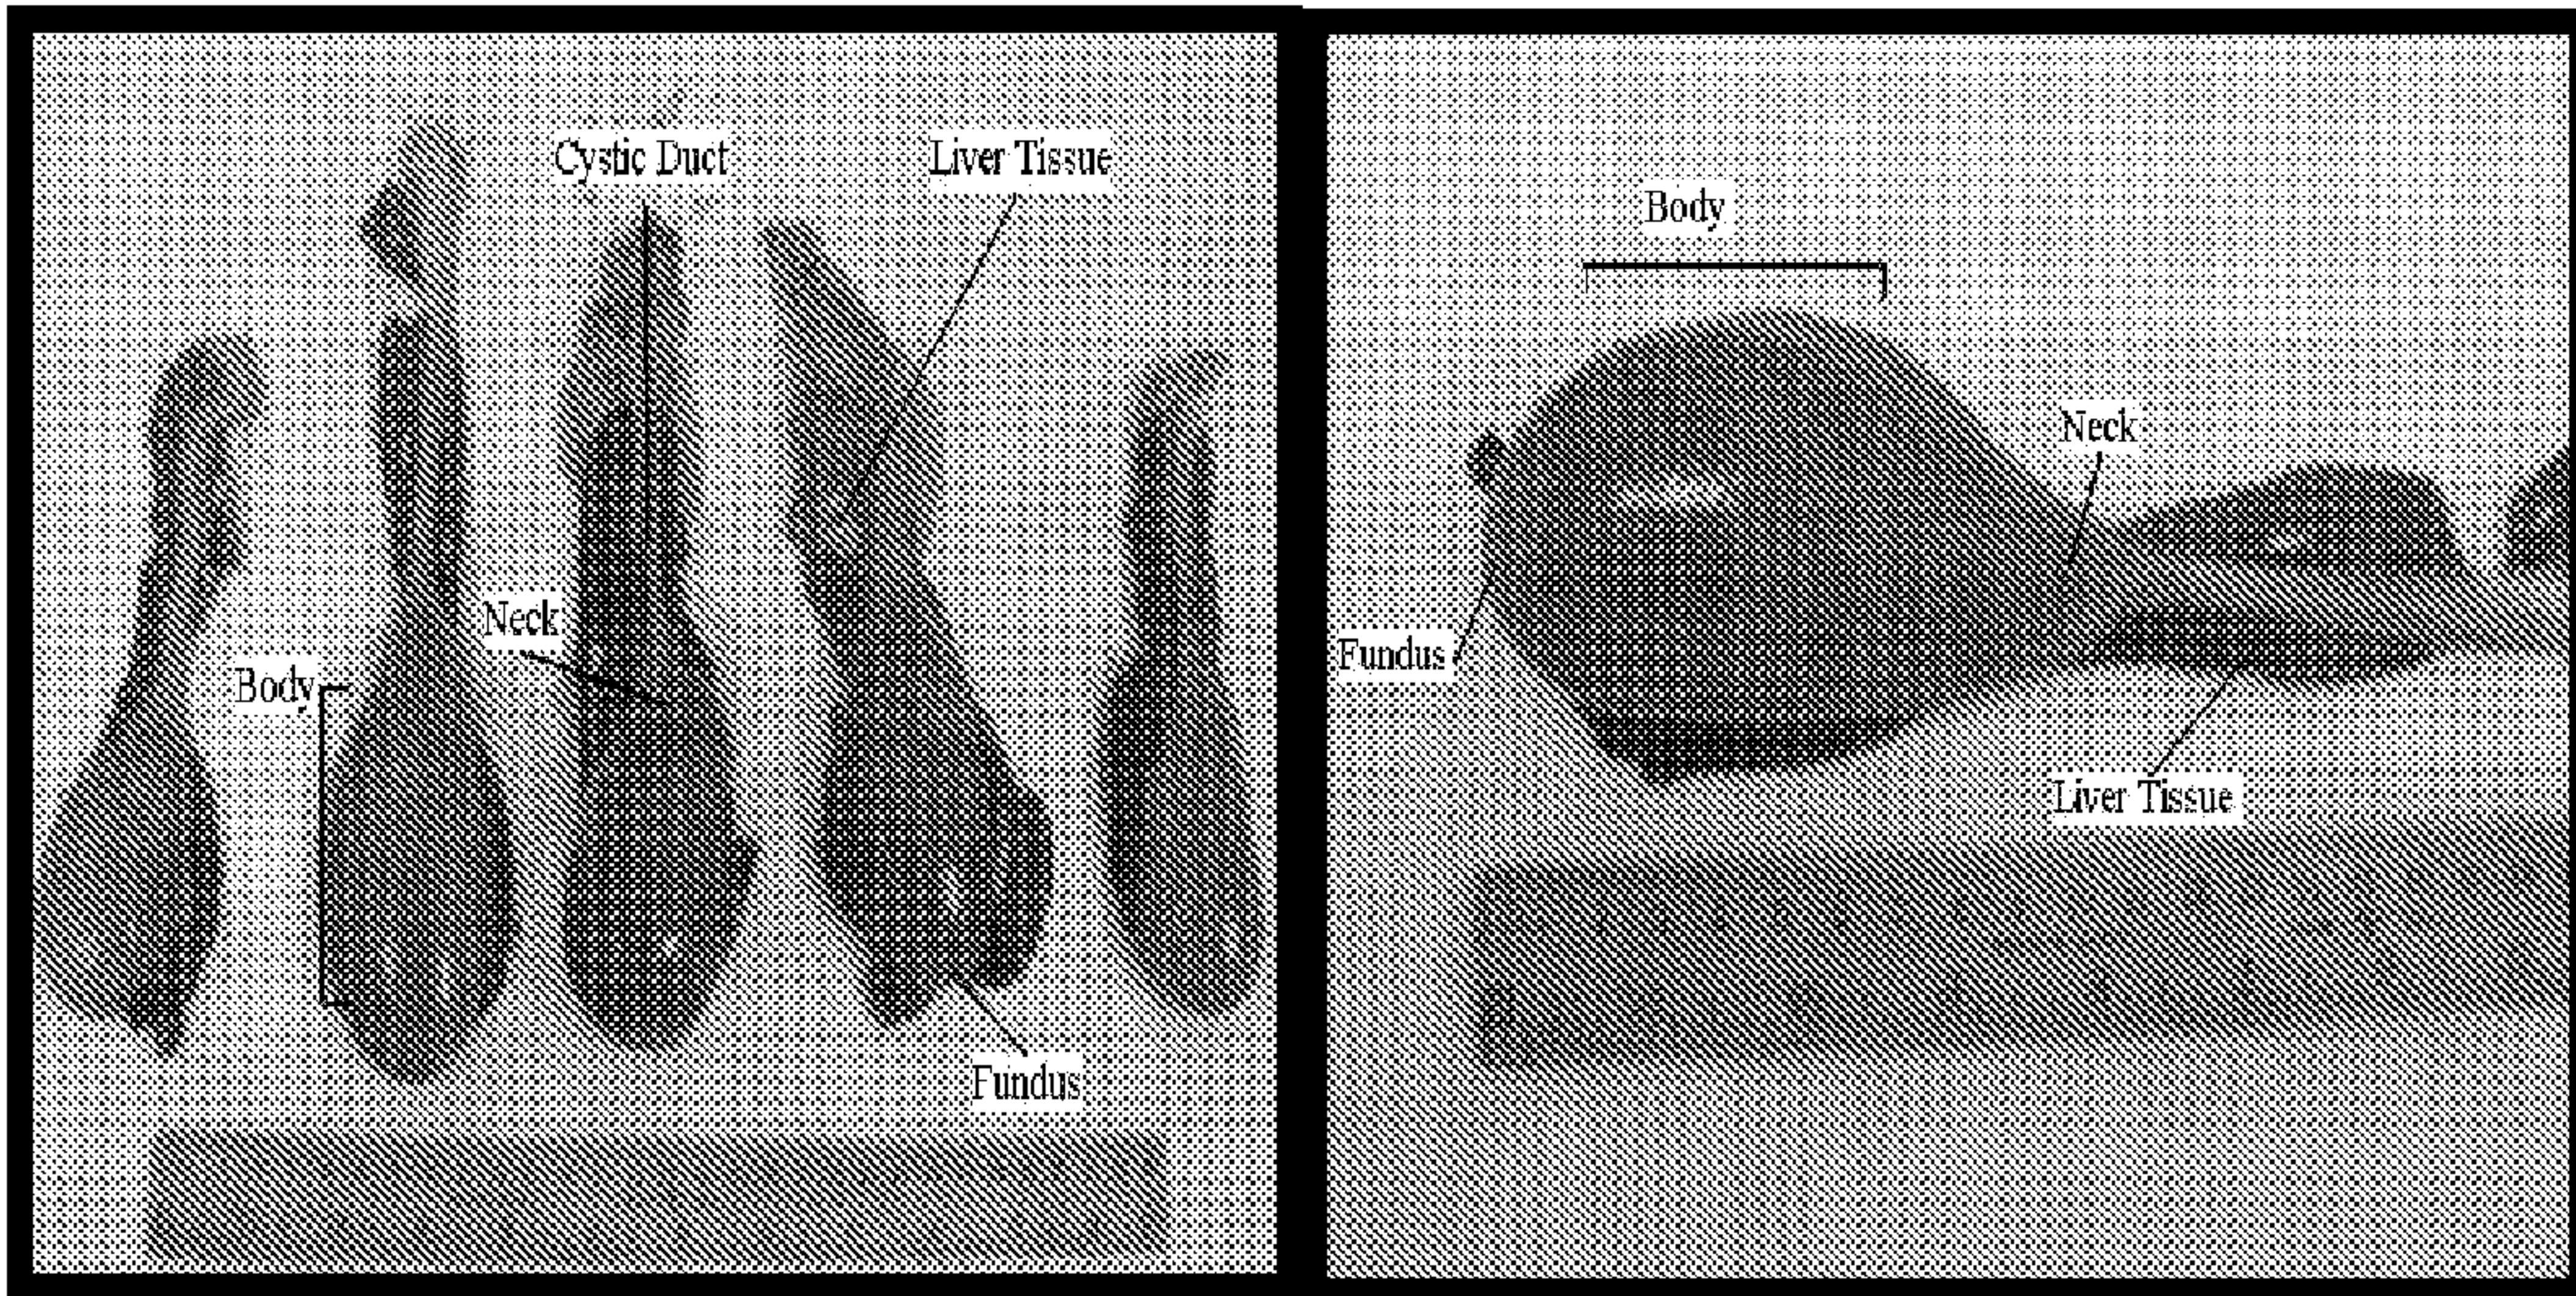 Cystic Duct
Liver Tissue
Neck
Body
Fundus
Body
Neck
Fundus
Liver Tissue